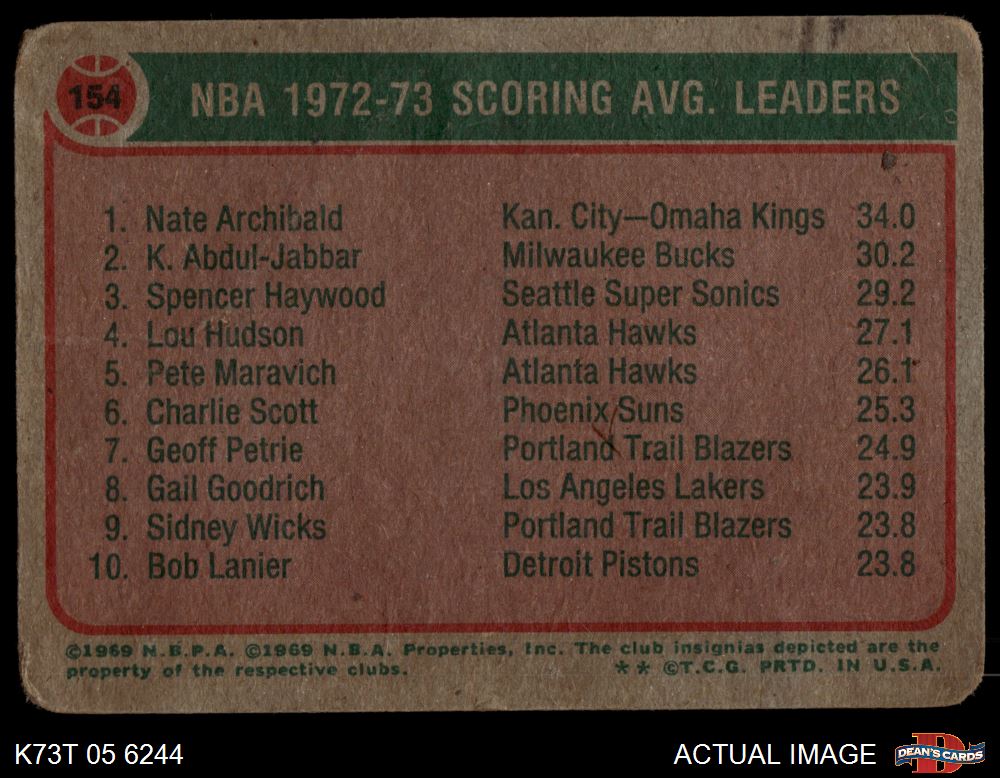 154
NBA 1972-73 SCORING AVG. LEADERS
1. Nate Archibald Kan. City—Omaha Kings 34.0
2. K. Abdul-Jabbar Milwaukee Bucks 30.2
3. Spencer Haywood Seattle Super Sonics 29.2
4. Lou Hudson Atlanta Hawks 27.1
5. Pete Maravich Atlanta Hawks 26.1
6. Charlie Scott Phoenix Suns 25.3
7. Geoff Petrie Portland Trail Blazers 24.9
8. Gail Goodrich Los Angeles Lakers 23.9
9. Sidney Wicks Portland Trail Blazers 23.8
10. Bob Lanier Detroit Pistons 23.8
©1969 N.B.P.A. ©1969 N.B.A. Properties, Inc. The club insignias depicted are the
property of the respective clubs. ** ©T.C.G. PRTD. IN U.S.A.
K73T 05 6244 ACTUAL IMAGE DEAN'S CARDS